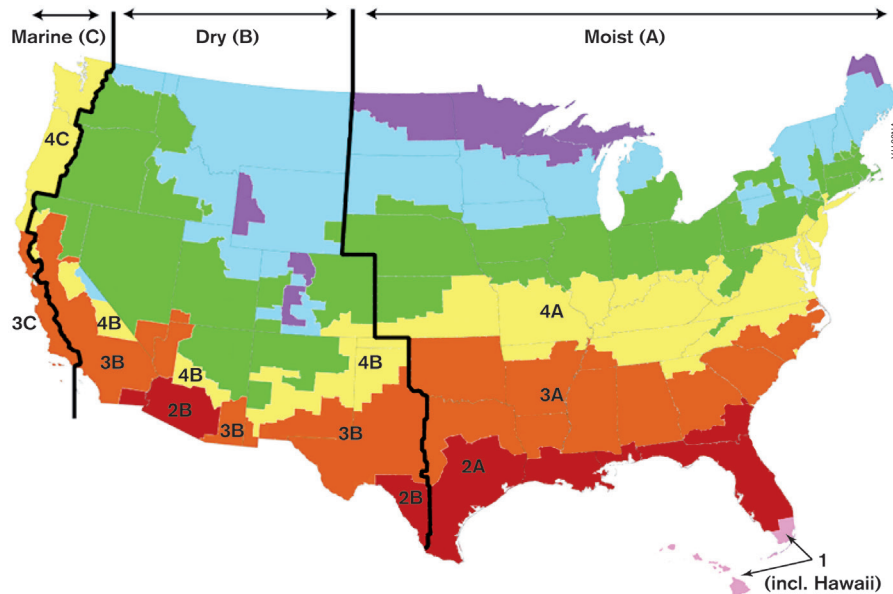 Marine (C)
Dry (B)
Moist (A)
4C
3C
4B
3B
4B
2B
3B
4B
3B
2B
4A
3A
2A
1
(incl. Hawaii)